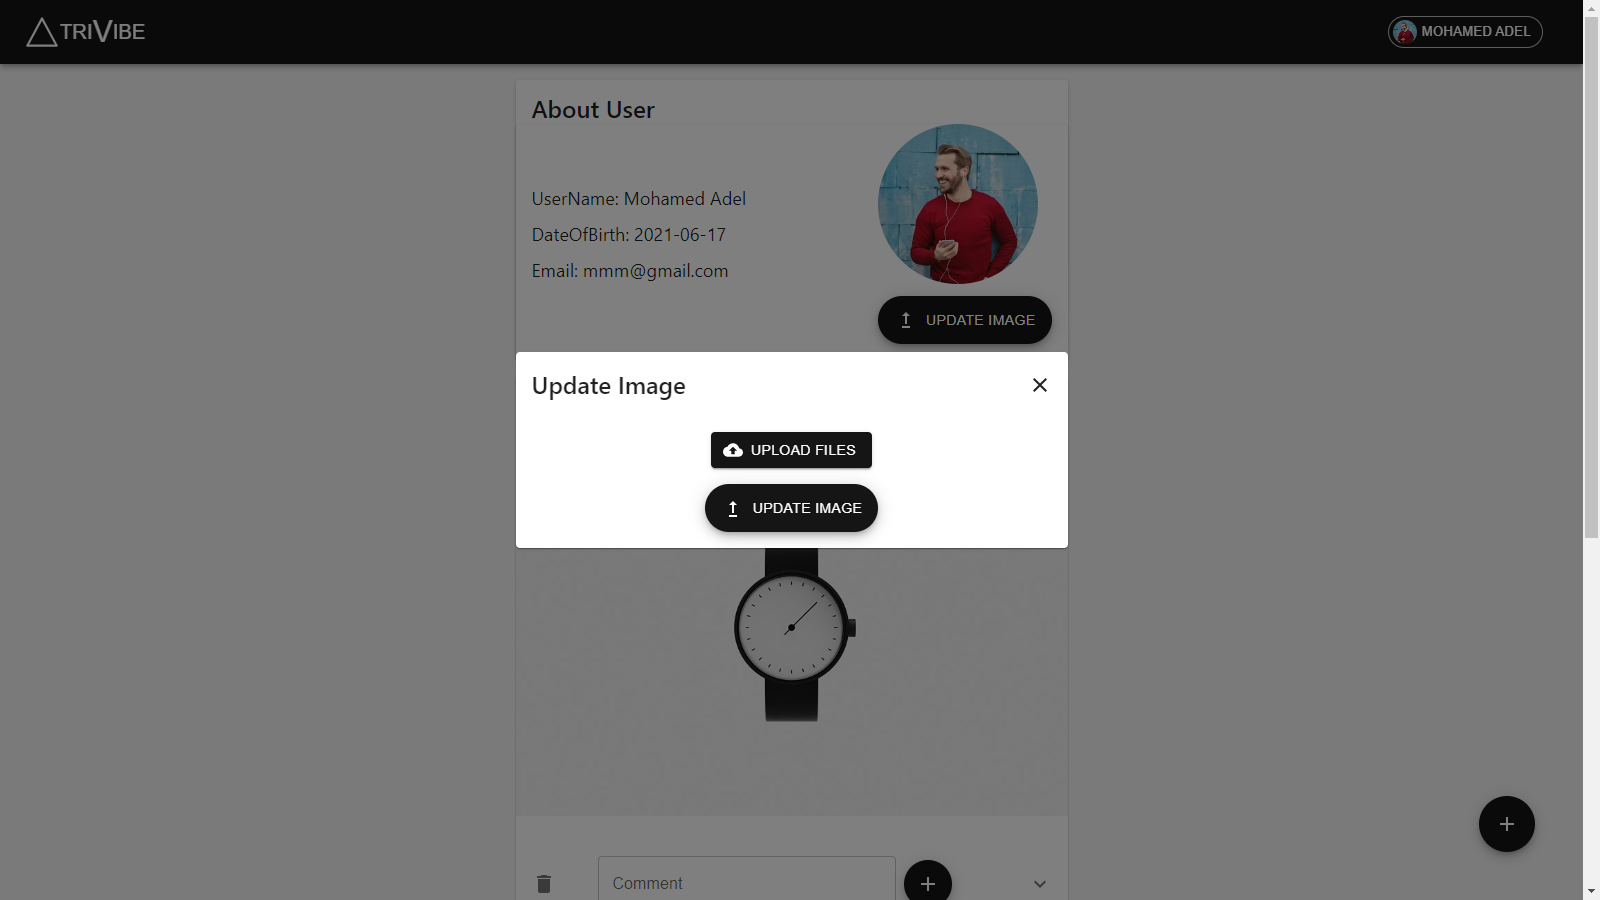 TRIVIBE
MOHAMED ADEL
About User
UserName: Mohamed Adel
DateOfBirth: 2021-06-17
Email: mmm@gmail.com
UPDATE IMAGE
Update Image
UPLOAD FILES
UPDATE IMAGE
Comment